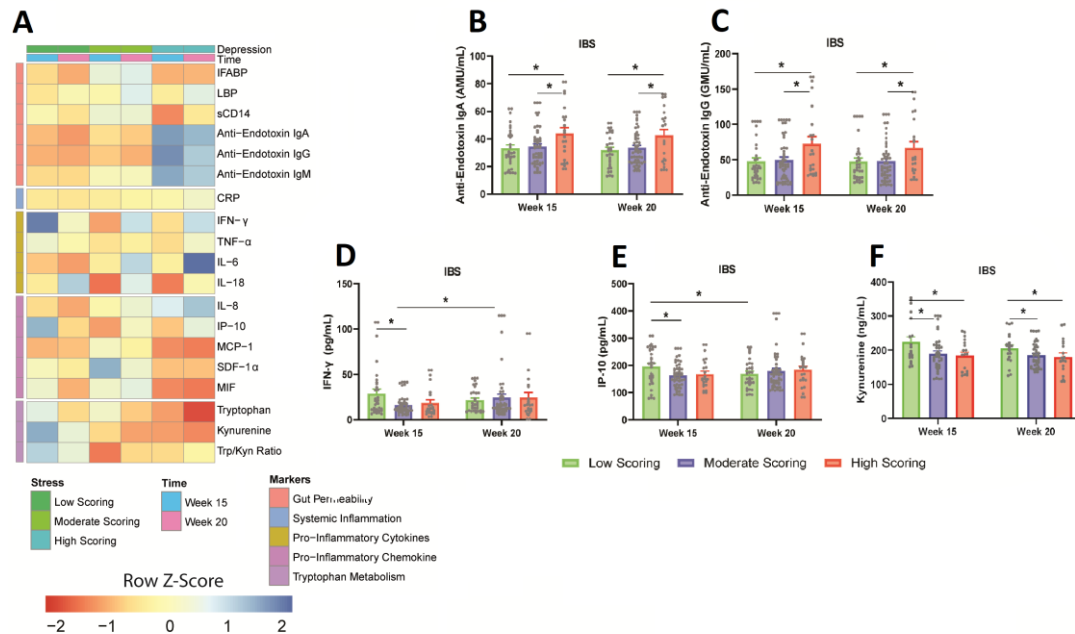 A
Depression
Time
IFABP
LBP
sCD14
Anti−Endotoxin IgA
Anti−Endotoxin IgG
Anti−Endotoxin IgM
CRP
IFN−γ
TNF−α
IL−6
IL−18
IL−8
IP−10
MCP−1
SDF−1α
MIF
Tryptophan
Kynurenine
Trp/Kyn Ratio
Stress
Low Scoring
Moderate Scoring
High Scoring
Time
Week 15
Week 20
Markers
Gut Permeability
Systemic Inflammation
Pro−Inflammatory Cytokines
Pro−Inflammatory Chemokine
Tryptophan Metabolism
Row Z-Score
−2 −1 0 1 2
B
IBS
Anti-Endotoxin IgA (AMU/mL)
100
80
60
40
20
0
* * * *
Week 15 Week 20
C
IBS
Anti-Endotoxin IgG (GMU/mL)
200
150
100
50
0
* * * *
Week 15 Week 20
D
IBS
IFN-γ (pg/mL)
150
100
50
0
* *
Week 15 Week 20
E
IBS
IP-10 (pg/mL)
500
400
300
200
100
0
* *
Week 15 Week 20
F
IBS
Kynurenine (ng/mL)
400
300
200
100
0
* * * *
Week 15 Week 20
Low Scoring Moderate Scoring High Scoring